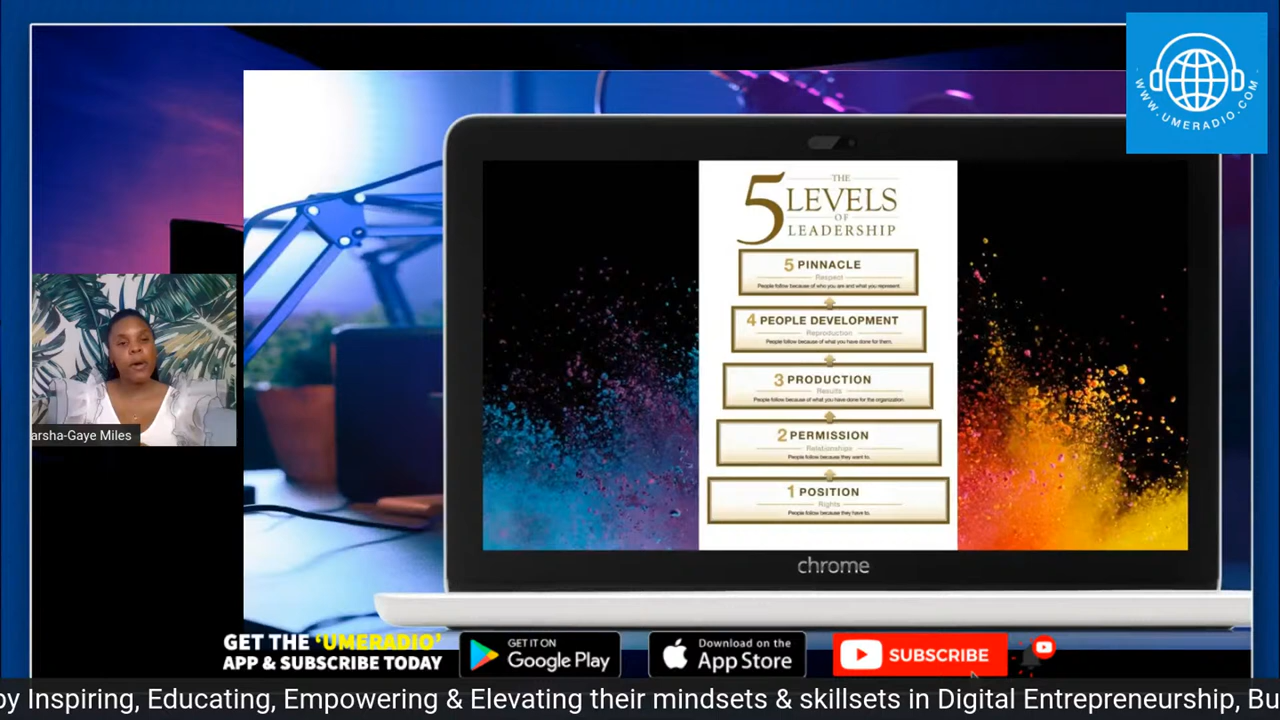 WWW.UMERADIO.COM
THE
5 LEVELS
OF
LEADERSHIP
5 PINNACLE
Respect
People follow because of who you are and what you represent.
4 PEOPLE DEVELOPMENT
Reproduction
People follow because of what you have done for them.
3 PRODUCTION
Results
People follow because of what you have done for the organization.
2 PERMISSION
Relationships
People follow because they want to.
1 POSITION
Rights
People follow because they have to.
chrome
arsha-Gaye Miles
GET THE ‘UMERADIO’
APP & SUBSCRIBE TODAY
GET IT ON
Google Play
Download on the
App Store
SUBSCRIBE
by Inspiring, Educating, Empowering & Elevating their mindsets & skillsets in Digital Entrepreneurship, Bu